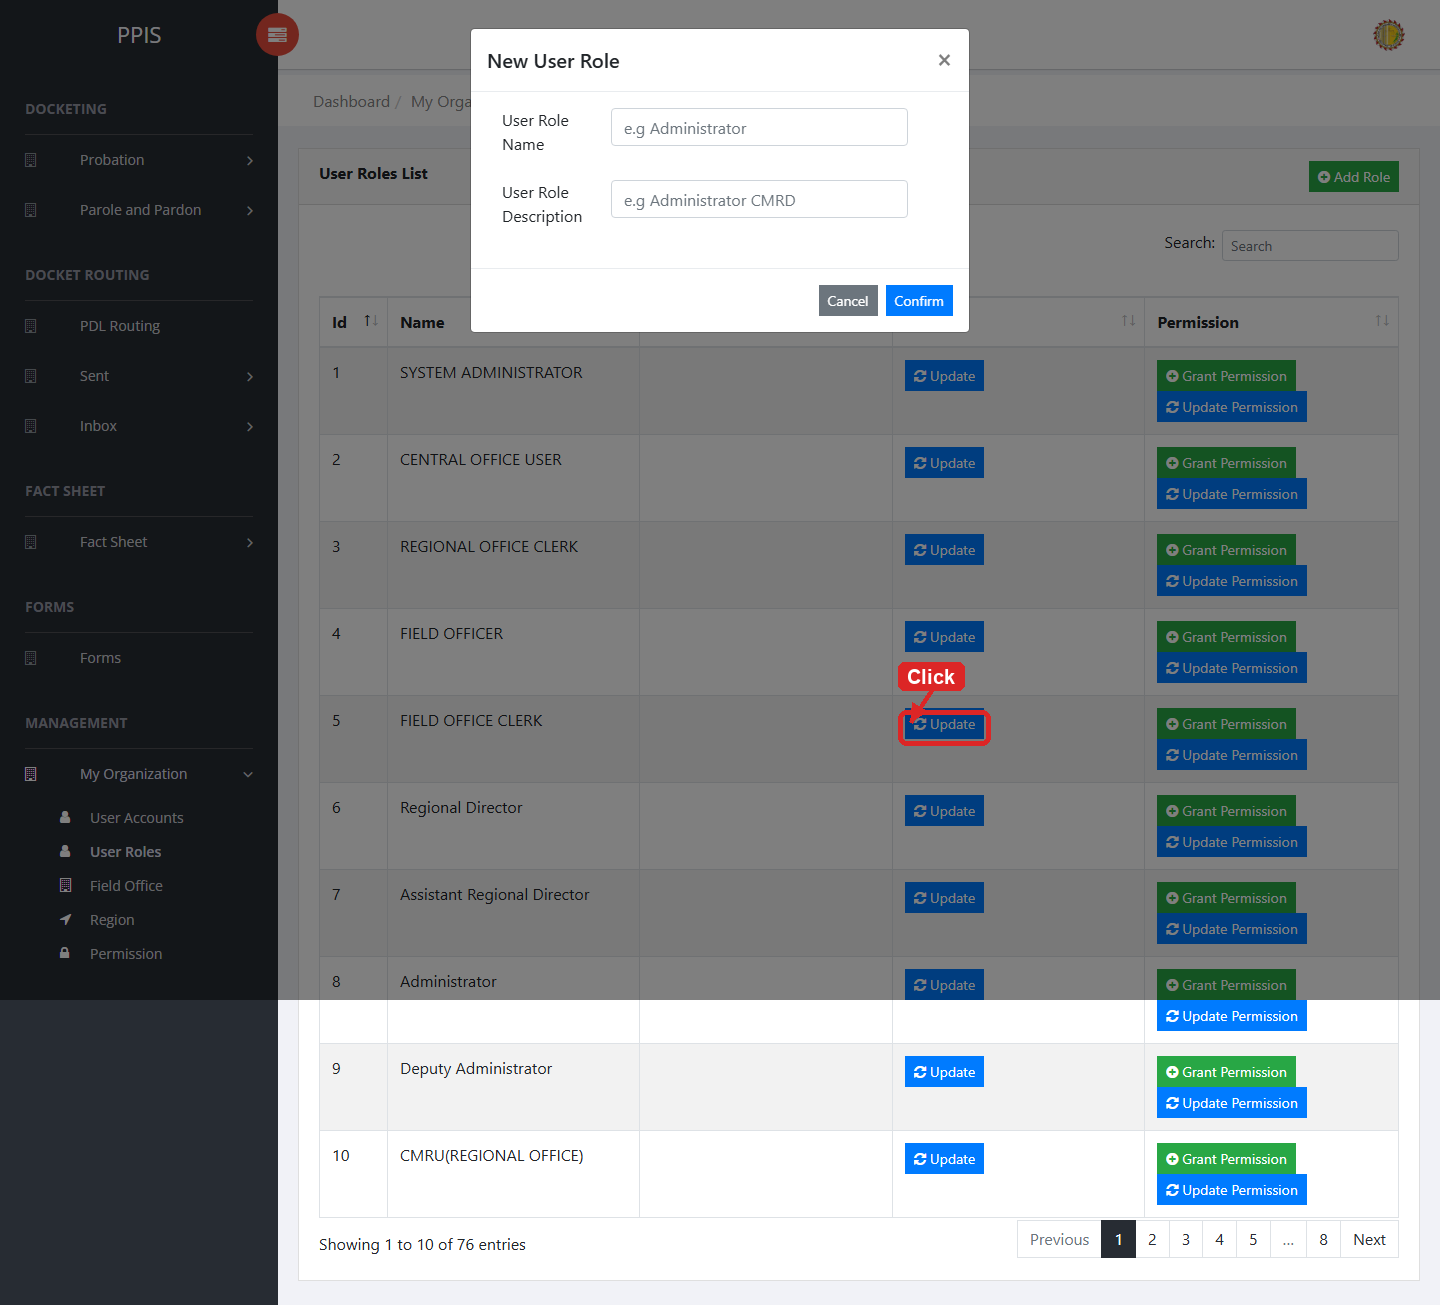 PPIS
DOCKETING
Probation
Parole and Pardon
DOCKET ROUTING
PDL Routing
Sent
Inbox
FACT SHEET
Fact Sheet
FORMS
Forms
MANAGEMENT
My Organization
User Accounts
User Roles
Field Office
Region
Permission
Dashboard / My Orga
New User Role ×
User Role Name
e.g Administrator
User Role Description
e.g Administrator CMRD
Cancel Confirm
User Roles List
Add Role
Search: Search
Id Name Permission
1 SYSTEM ADMINISTRATOR Update Grant Permission
Update Permission
2 CENTRAL OFFICE USER Update Grant Permission
Update Permission
3 REGIONAL OFFICE CLERK Update Grant Permission
Update Permission
4 FIELD OFFICER Update Grant Permission
Update Permission
Click
5 FIELD OFFICE CLERK Update Grant Permission
Update Permission
6 Regional Director Update Grant Permission
Update Permission
7 Assistant Regional Director Update Grant Permission
Update Permission
8 Administrator Update Grant Permission
Update Permission
9 Deputy Administrator Update Grant Permission
Update Permission
10 CMRU(REGIONAL OFFICE) Update Grant Permission
Update Permission
Showing 1 to 10 of 76 entries
Previous 1 2 3 4 5 ... 8 Next